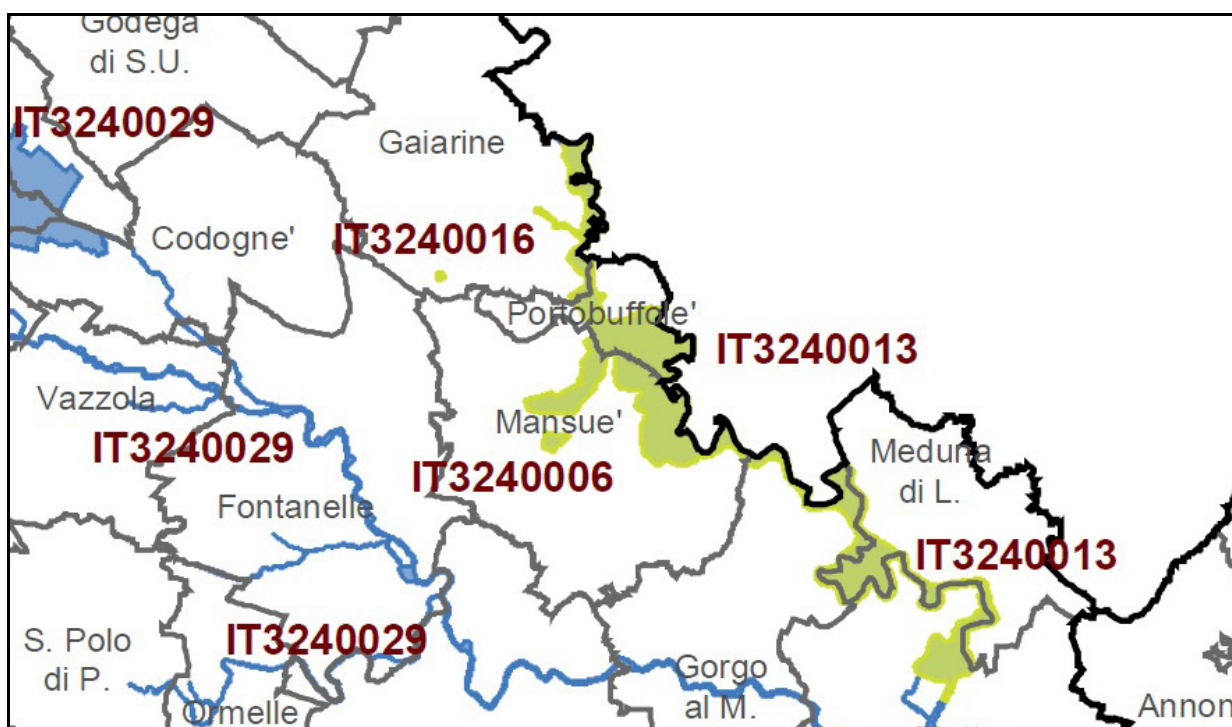 Godega
di S.U.
IT3240029
Gaiarine
Codogne'
IT3240016
Portobuffole'
IT3240013
Vazzola
Mansue'
IT3240029
IT3240006
Meduna
di L.
Fontanelle
IT3240013
IT3240029
S. Polo
di P.
Ormelle
Gorgo
al M.
Annon